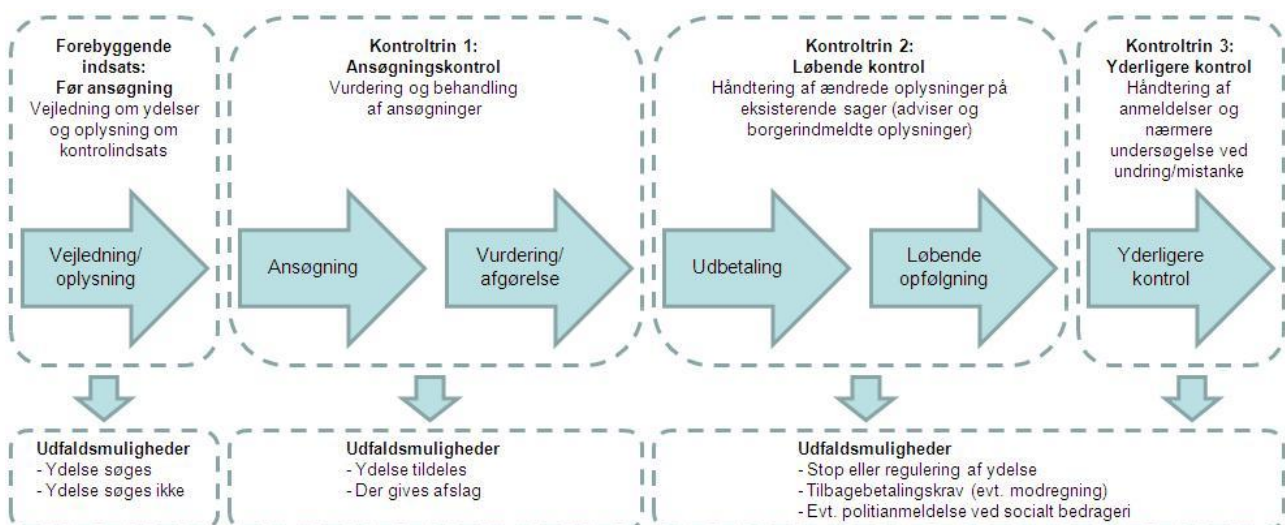 Forebyggende
indsats:
Før ansøgning
Vejledning om ydelser
og oplysning om
kontrolindsats
Vejledning/
oplysning
Kontroltrin 1:
Ansøgningskontrol
Vurdering og behandling
af ansøgninger
Ansøgning
Vurdering/
afgørelse
Kontroltrin 2:
Løbende kontrol
Håndtering af ændrede oplysninger på
eksisterende sager (adviser og
borgerindmeldte oplysninger)
Udbetaling
Løbende
opfølgning
Kontroltrin 3:
Yderligere kontrol
Håndtering af
anmeldelser og
nærmere
undersøgelse ved
undring/mistanke
Yderligere
kontrol
Udfaldsmuligheder
- Ydelse søges
- Ydelse søges ikke
Udfaldsmuligheder
- Ydelse tildeles
- Der gives afslag
Udfaldsmuligheder
- Stop eller regulering af ydelse
- Tilbagebetalingskrav (evt. modregning)
- Evt. politianmeldelse ved socialt bedrageri